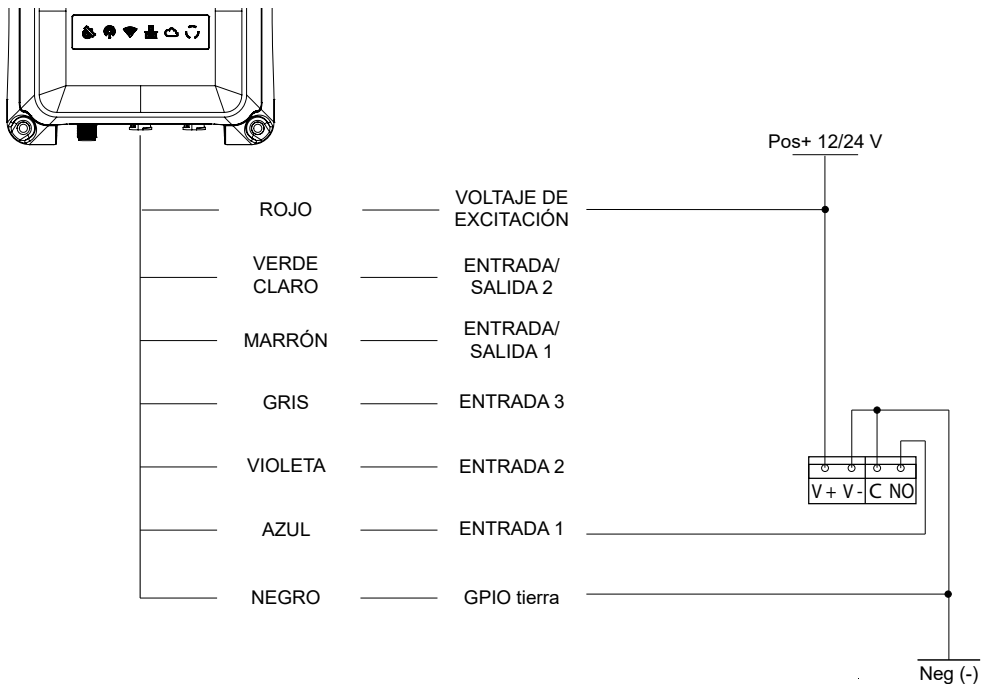 Pos+ 12/24 V
ROJO
VOLTAJE DE
EXCITACIÓN
VERDE
CLARO
ENTRADA/
SALIDA 2
MARRÓN
ENTRADA/
SALIDA 1
GRIS
ENTRADA 3
VIOLETA
ENTRADA 2
V + V - C NO
AZUL
ENTRADA 1
NEGRO
GPIO tierra
Neg (-)